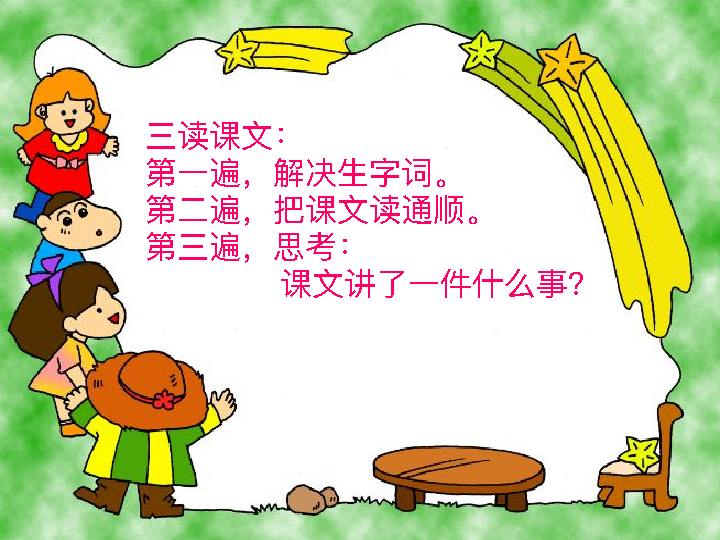 三读课文：
第一遍，解决生字词。
第二遍，把课文读通顺。
第三遍，思考：
课文讲了一件什么事？